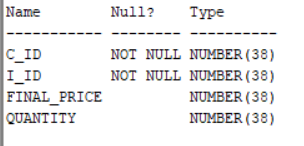 Name Null? Type
----------- -------- ----------
C_ID NOT NULL NUMBER(38)
I_ID NOT NULL NUMBER(38)
FINAL_PRICE NUMBER(38)
QUANTITY NUMBER(38)